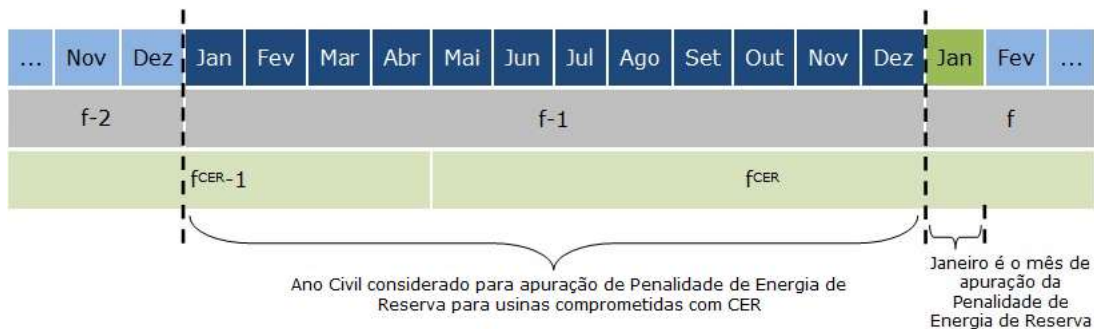 ... Nov Dez Jan Fev Mar Abr Mai Jun Jul Ago Set Out Nov Dez Jan Fev ...
f-2 f-1 f
fCER-1 fCER
Ano Civil considerado para apuração de Penalidade de Energia de
Reserva para usinas comprometidas com CER
Janeiro é o mês de
apuração da
Penalidade de
Energia de Reserva